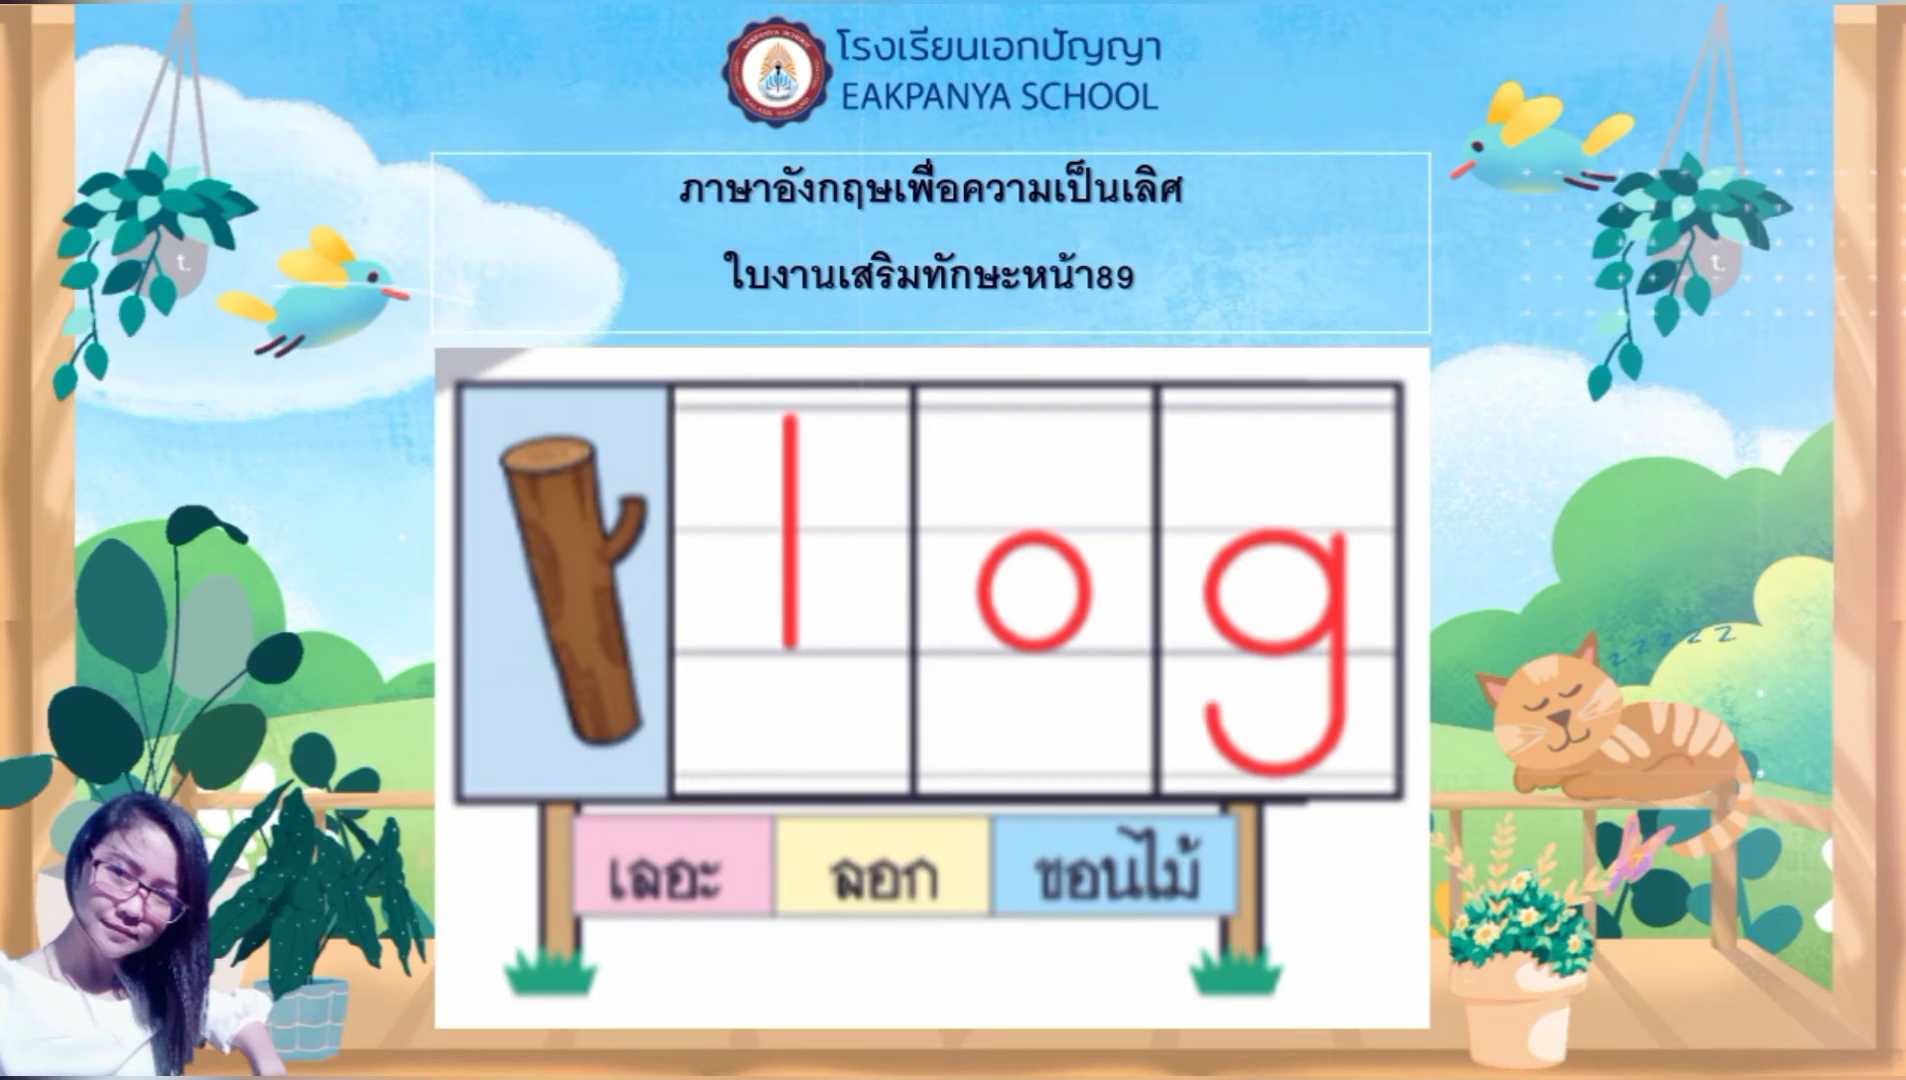 โรงเรียนเอกปัญญา
EAKPANYA SCHOOL
ภาษาอังกฤษเพื่อความเป็นเลิศ
ใบงานเสริมทักษะหน้า89
t.
t.
log
z z z z z
เลอะ ลอก ขอนไม้